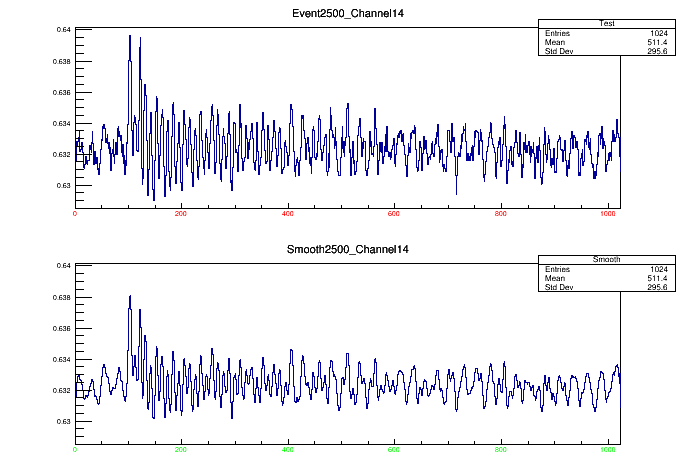 Event2500_Channel14
Test
Entries 1024
Mean 511.4
Std Dev 295.6
0.64
0.638
0.636
0.634
0.632
0.63
0 200 400 600 800 1000
Smooth2500_Channel14
Smooth
Entries 1024
Mean 511.4
Std Dev 295.6
0.64
0.638
0.636
0.634
0.632
0.63
0 200 400 600 800 1000